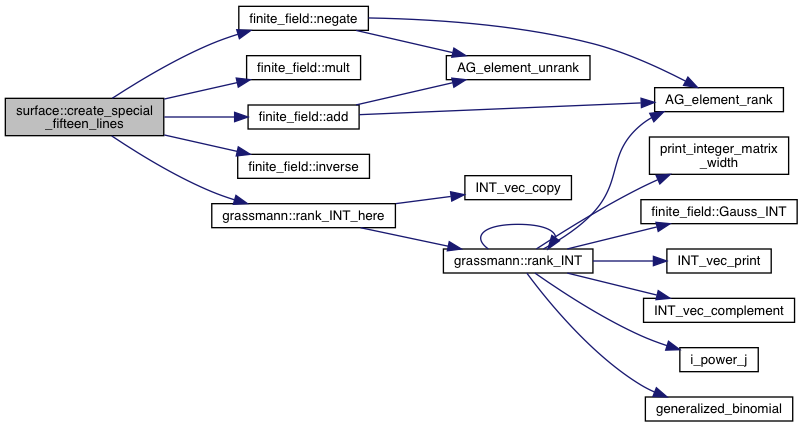 surface::create_special
_fifteen_lines
finite_field::negate
finite_field::mult
finite_field::add
finite_field::inverse
grassmann::rank_INT_here
AG_element_unrank
INT_vec_copy
grassmann::rank_INT
AG_element_rank
print_integer_matrix
_width
finite_field::Gauss_INT
INT_vec_print
INT_vec_complement
i_power_j
generalized_binomial